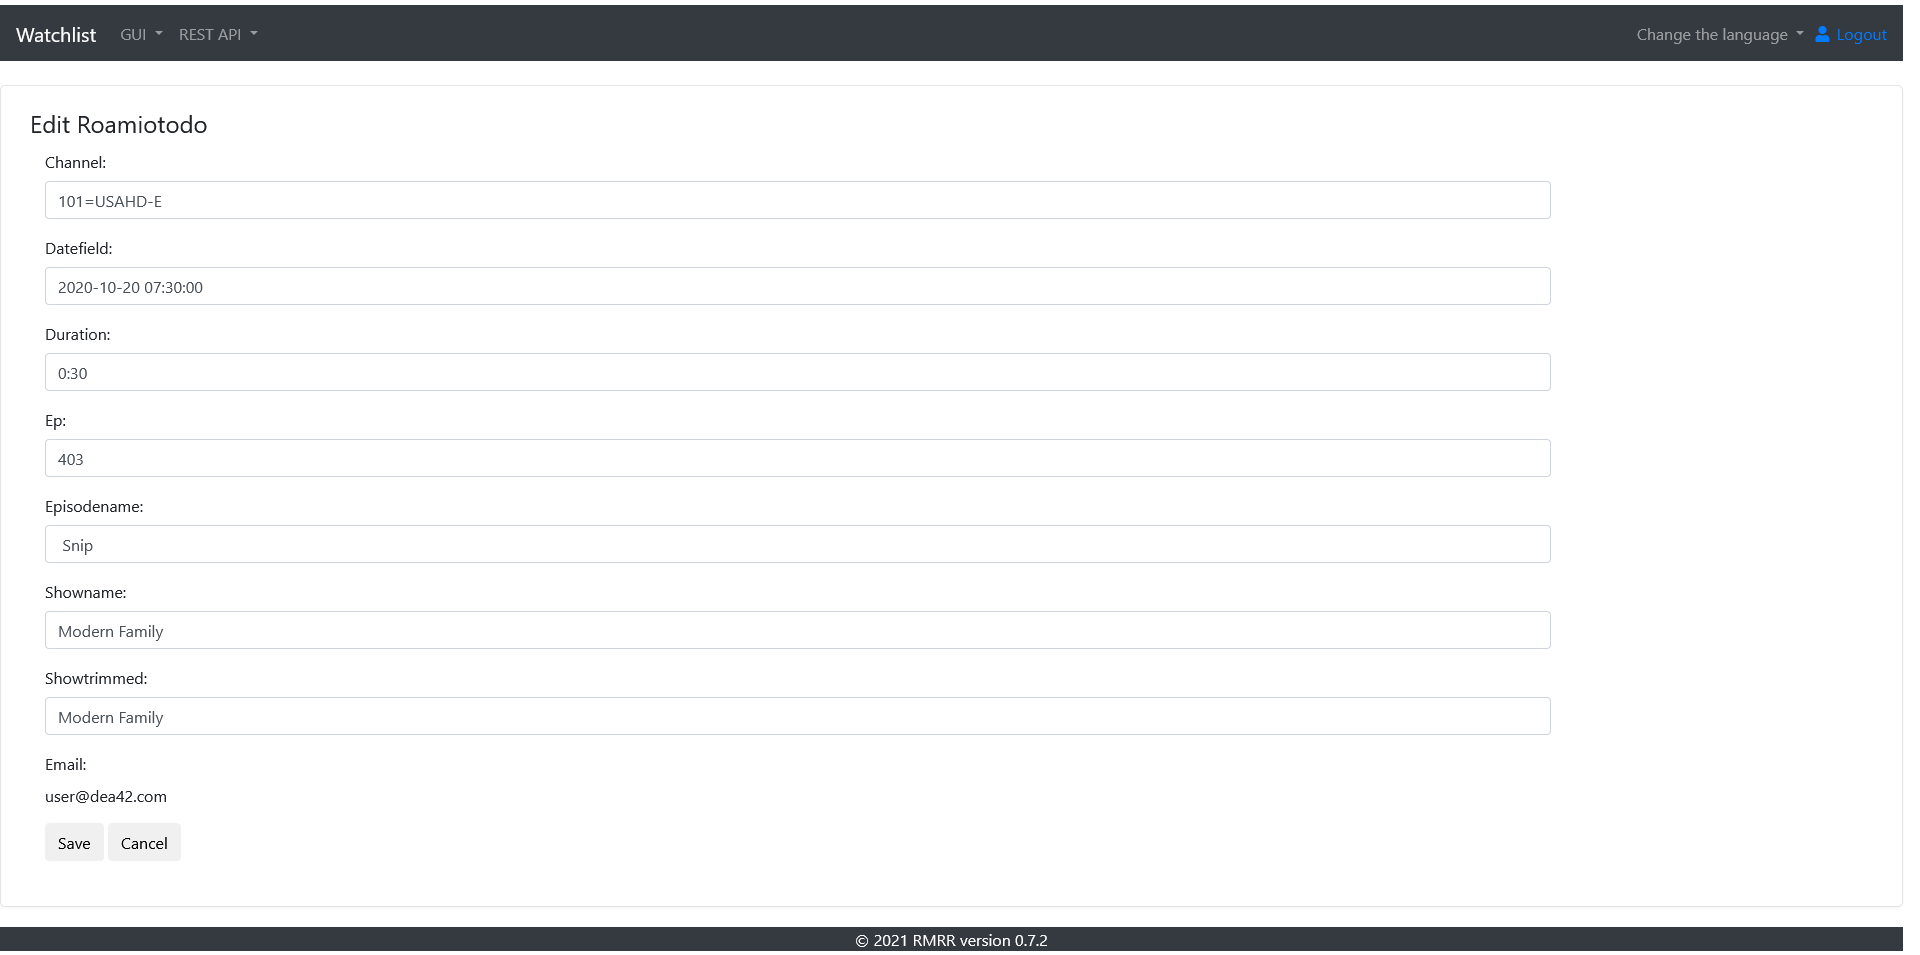 Watchlist GUI REST API Change the language Logout
Edit Roamiotodo
Channel:
101=USAHD-E
Datefield:
2020-10-20 07:30:00
Duration:
0:30
Ep:
403
Episodename:
Snip
Showname:
Modern Family
Showtrimmed:
Modern Family
Email:
user@dea42.com
Save Cancel
© 2021 RMRR version 0.7.2